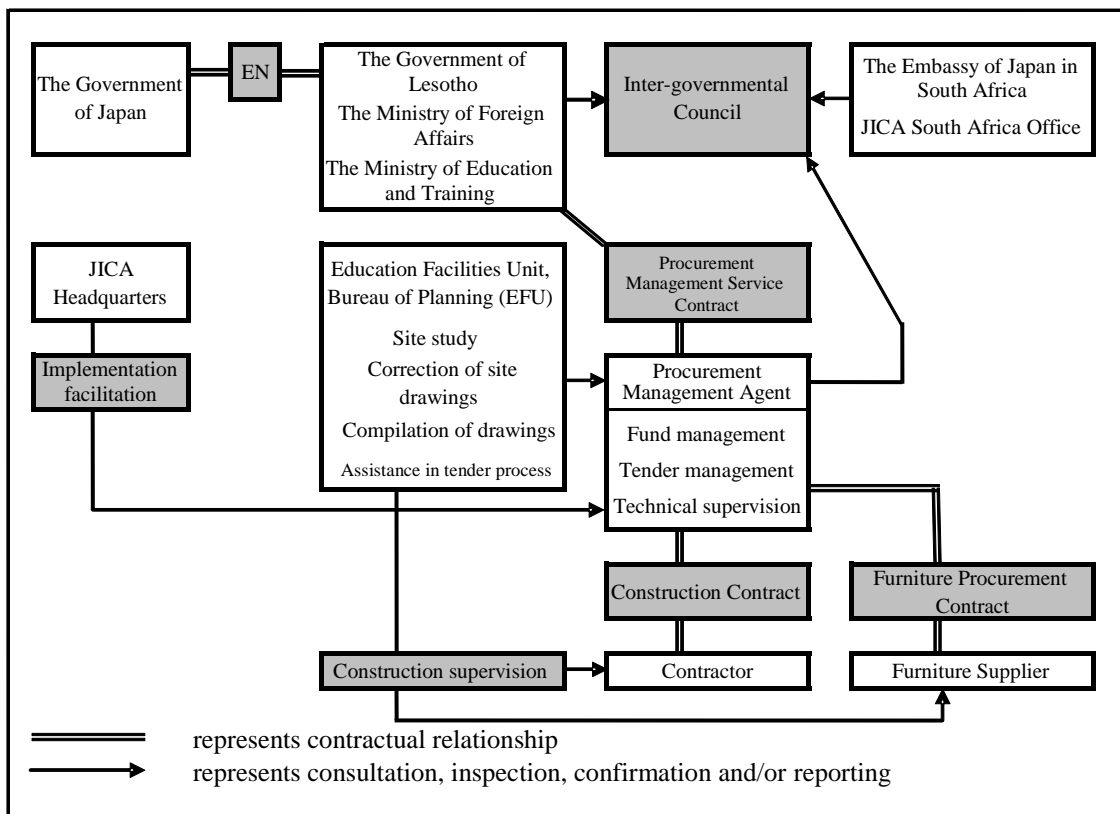 The Government
of Japan
EN
The Government of
Lesotho
The Ministry of Foreign
Affairs
The Ministry of Education
and Training
Inter-governmental
Council
The Embassy of Japan in
South Africa
JICA South Africa Office
JICA
Headquarters
Implementation
facilitation
Education Facilities Unit,
Bureau of Planning (EFU)
Site study
Correction of site
drawings
Compilation of drawings
Assistance in tender process
Procurement
Management Service
Contract
Procurement
Management Agent
Fund management
Tender management
Technical supervision
Construction Contract
Furniture Procurement
Contract
Construction supervision
Contractor
Furniture Supplier
represents contractual relationship
represents consultation, inspection, confirmation and/or reporting